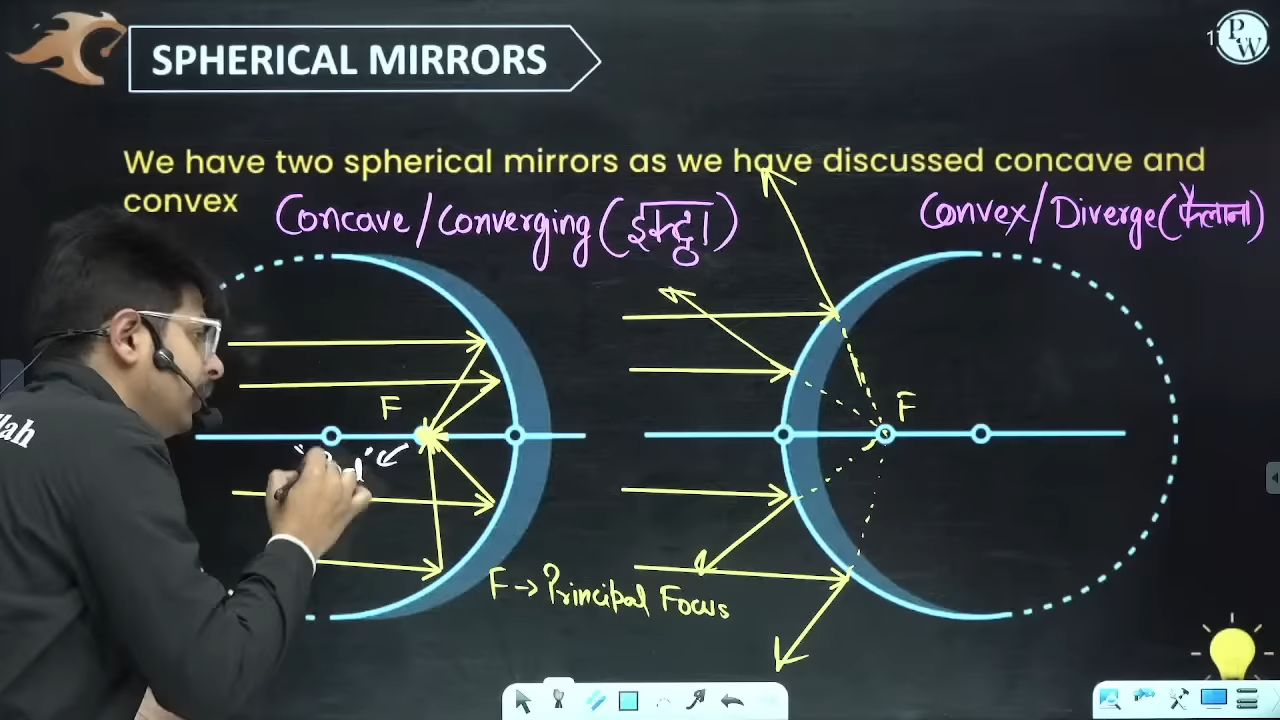 SPHERICAL MIRRORS
PW
We have two spherical mirrors as we have discussed concave and
convex
Concave/Converging (इकट्ठा)
Convex/Diverge (फैलाना)
F
F
F → Principal Focus